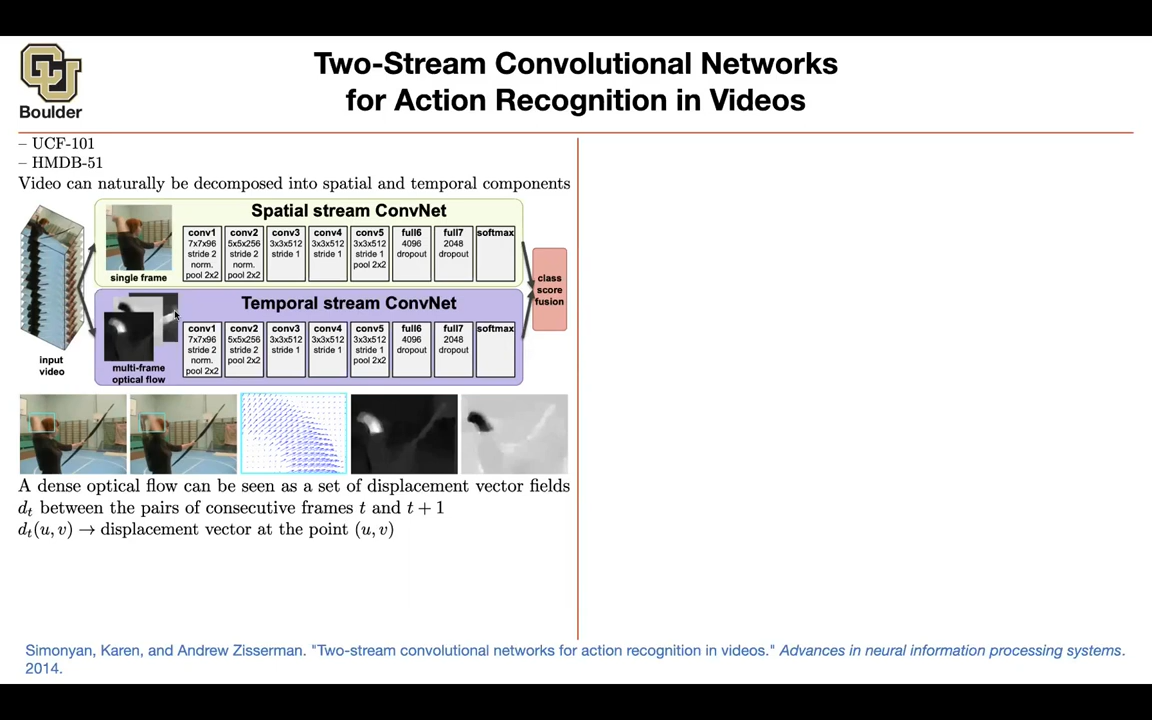 Boulder
Two-Stream Convolutional Networks
for Action Recognition in Videos
– UCF-101
– HMDB-51
Video can naturally be decomposed into spatial and temporal components
Spatial stream ConvNet
conv1 7x7x96 stride 2 norm. pool 2x2
conv2 5x5x256 stride 2 norm. pool 2x2
conv3 3x3x512 stride 1
conv4 3x3x512 stride 1
conv5 3x3x512 stride 1 pool 2x2
full6 4096 dropout
full7 2048 dropout
softmax
single frame
Temporal stream ConvNet
conv1 7x7x96 stride 2 norm. pool 2x2
conv2 5x5x256 stride 2 pool 2x2
conv3 3x3x512 stride 1
conv4 3x3x512 stride 1
conv5 3x3x512 stride 1 pool 2x2
full6 4096 dropout
full7 2048 dropout
softmax
multi-frame
optical flow
input
video
class
score
fusion
A dense optical flow can be seen as a set of displacement vector fields
d_t between the pairs of consecutive frames t and t + 1
d_t(u, v) → displacement vector at the point (u, v)
Simonyan, Karen, and Andrew Zisserman. "Two-stream convolutional networks for action recognition in videos." Advances in neural information processing systems.
2014.